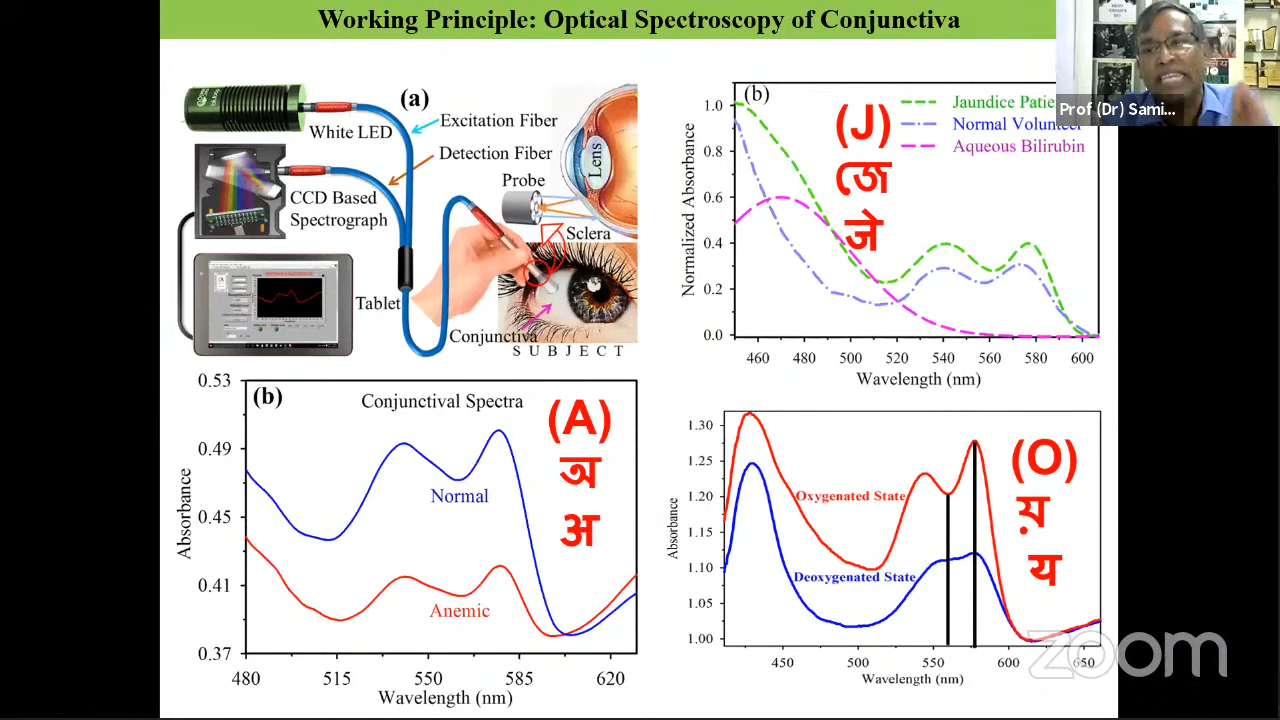 Working Principle: Optical Spectroscopy of Conjunctiva
(a)
White LED
Excitation Fiber
Detection Fiber
CCD Based
Spectrograph
Probe
Lens
Sclera
Tablet
Conjunctiva
S U B J E C T
(b)
(J)
জে
जे
Jaundice Patie
Normal Volunteer
Aqueous Bilirubin
Prof (Dr) Sami...
Normalized Absorbance
1.0
0.8
0.6
0.4
0.2
0.0
460 480 500 520 540 560 580 600
Wavelength (nm)
(b)
Conjunctival Spectra
(A)
অ
अ
Normal
Anemic
Absorbance
0.53
0.49
0.45
0.41
0.37
480 515 550 585 620
Wavelength (nm)
(O)
য়
य
Oxygenated State
Deoxygenated State
Absorbance
1.30
1.25
1.20
1.15
1.10
1.05
1.00
450 500 550 600 650
Wavelength (nm)
zoom